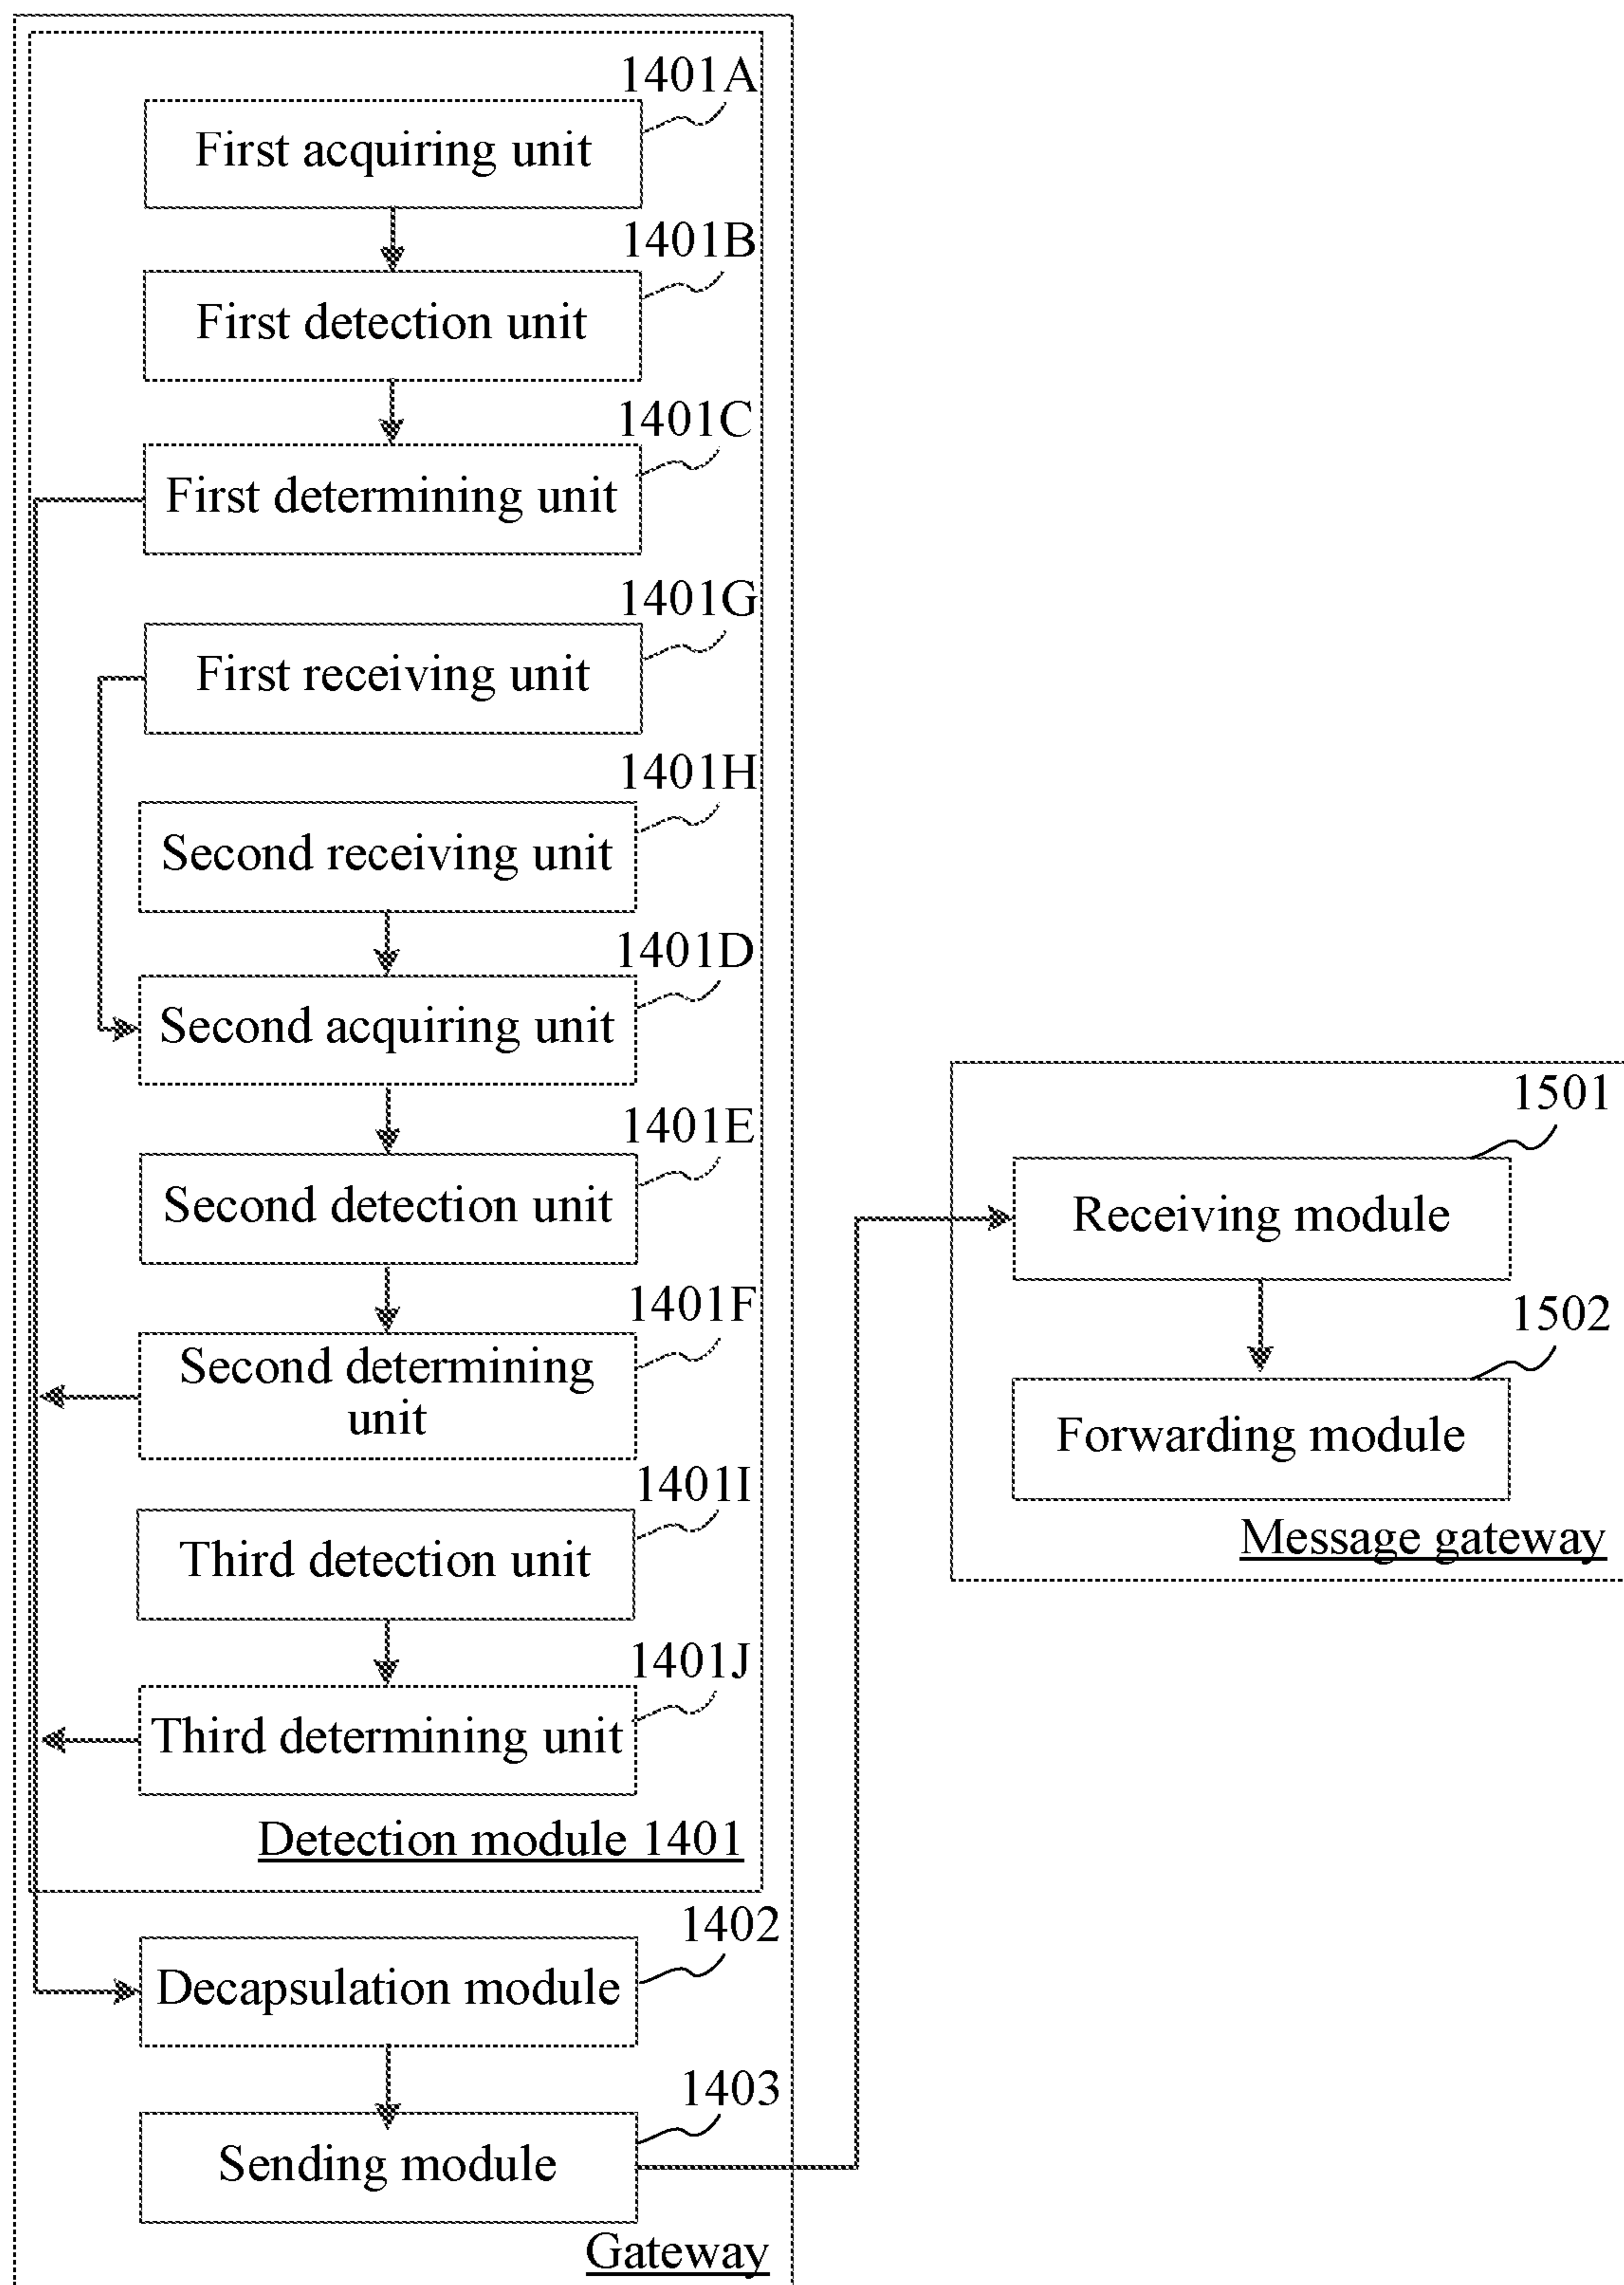 1401A
First acquiring unit
1401B
First detection unit
1401C
First determining unit
1401G
First receiving unit
1401H
Second receiving unit
1401D
Second acquiring unit
1401E
Second detection unit
1401F
Second determining
unit
1401I
Third detection unit
1401J
Third determining unit
Detection module 1401
1402
Decapsulation module
1403
Sending module
Gateway
1501
Receiving module
1502
Forwarding module
Message gateway